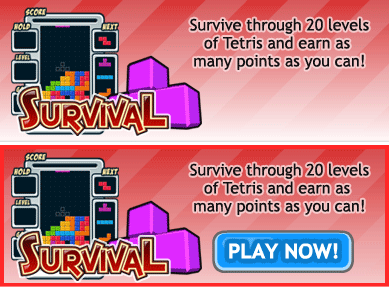 SCORE
HOLD
NEXT
LEVEL
SURVIVAL
Survive through 20 levels
of Tetris and earn as
many points as you can!
SCORE
HOLD
NEXT
LEVEL
SURVIVAL
Survive through 20 levels
of Tetris and earn as
many points as you can!
PLAY NOW!